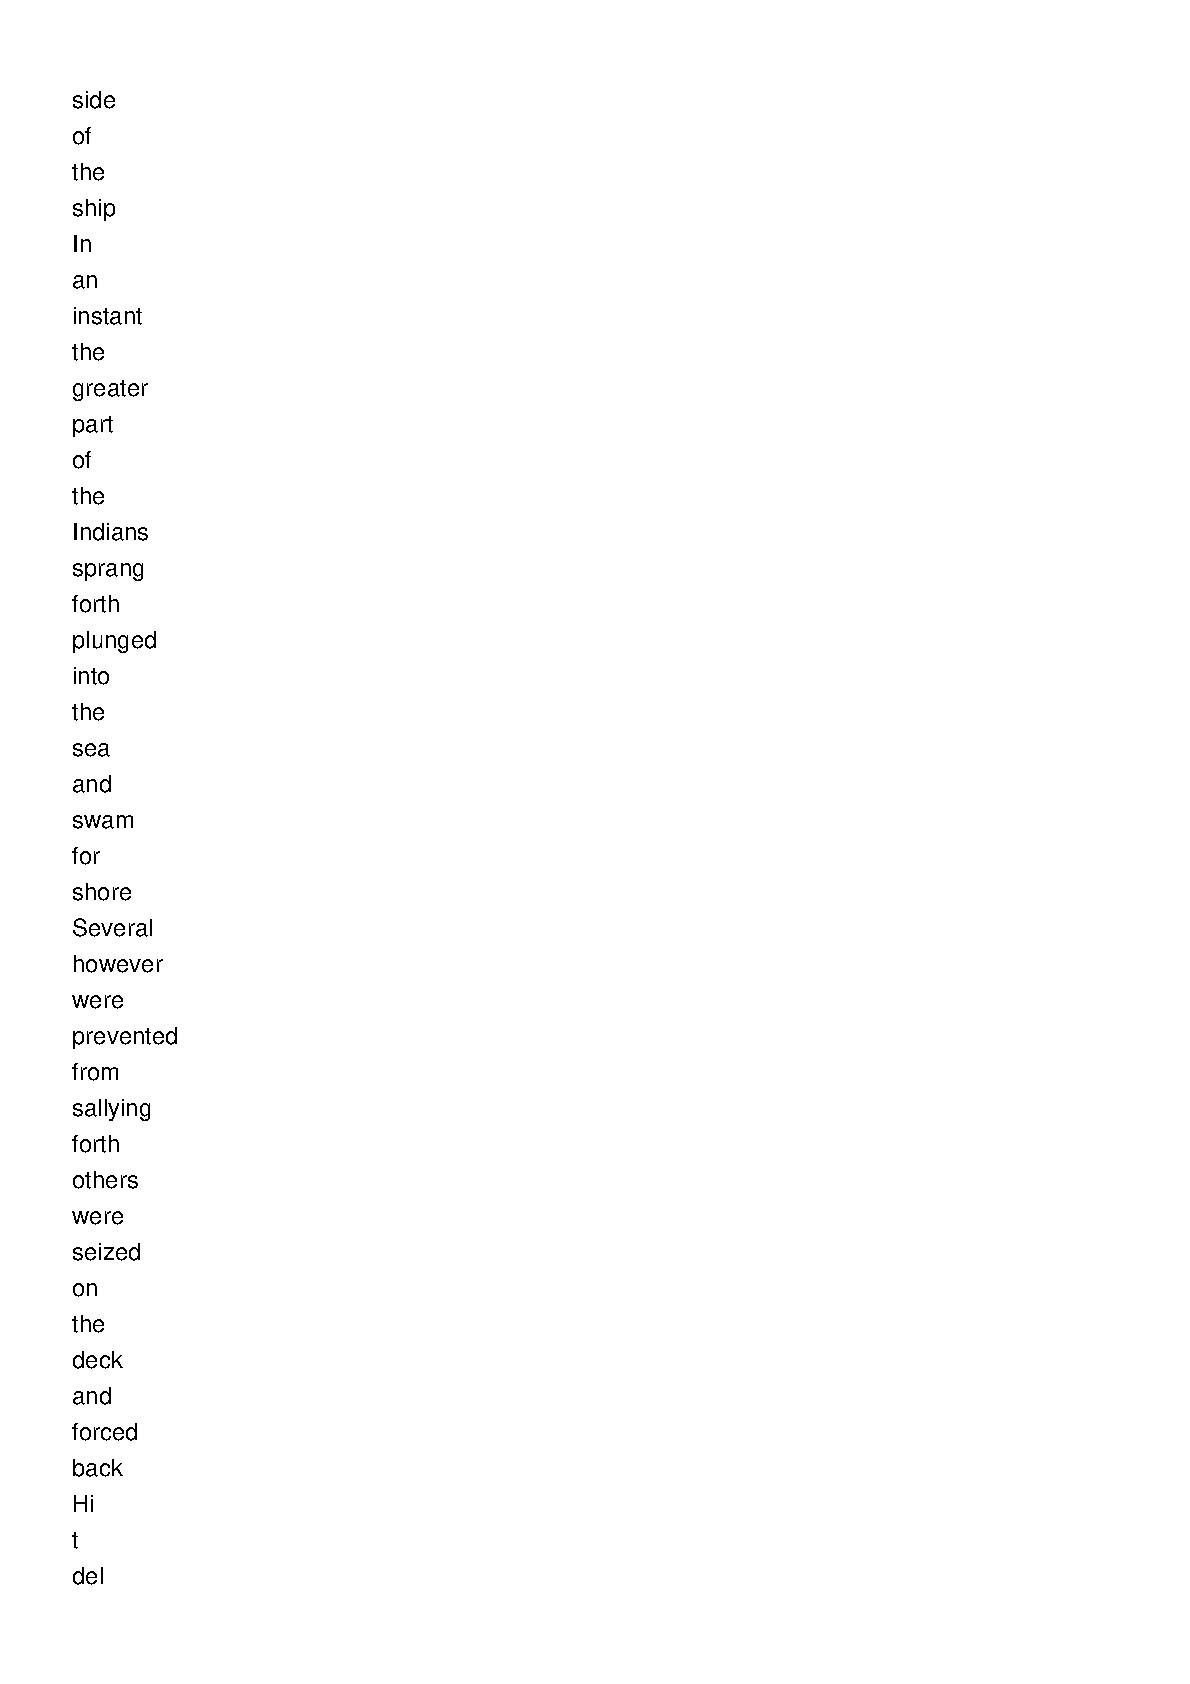 side
of
the
ship
In
an
instant
the
greater
part
of
the
Indians
sprang
forth
plunged
into
the
sea
and
swam
for
shore
Several
however
were
prevented
from
sallying
forth
others
were
seized
on
the
deck
and
forced
back
Hi
t
del